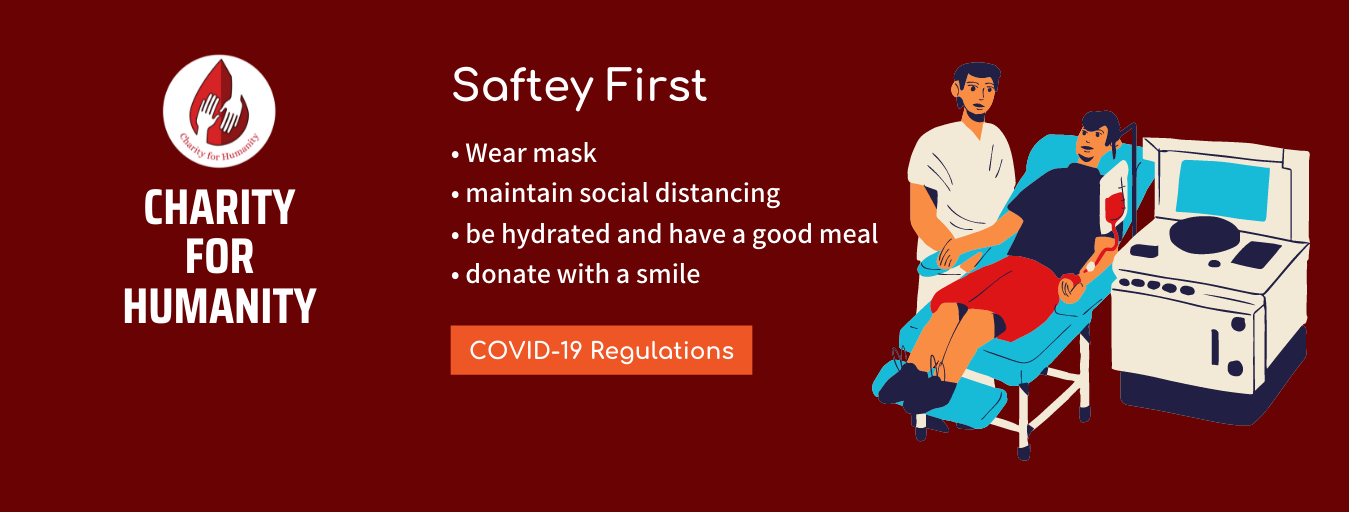 Charity for Humanity
CHARITY
FOR
HUMANITY
Saftey First
• Wear mask
• maintain social distancing
• be hydrated and have a good meal
• donate with a smile
COVID-19 Regulations